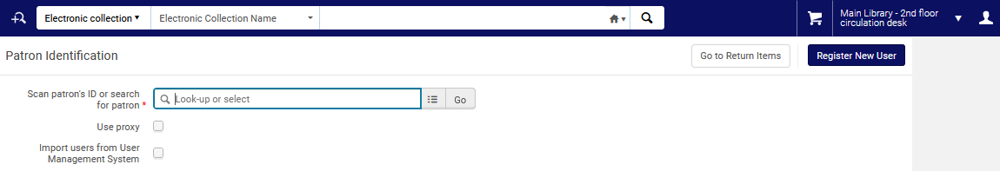 Electronic collection
Electronic Collection Name
Main Library - 2nd floor
circulation desk
Patron Identification
Go to Return Items
Register New User
Scan patron's ID or search
for patron *
Look-up or select
Go
Use proxy
Import users from User
Management System